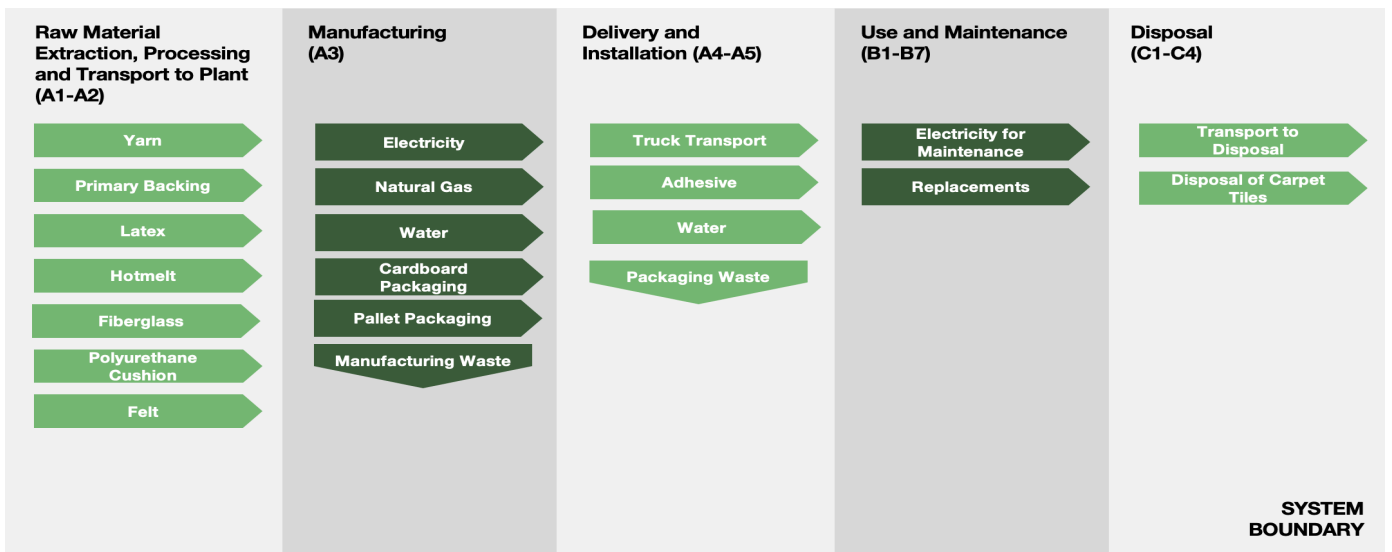 Raw Material
Extraction, Processing
and Transport to Plant
(A1-A2)
Yarn
Primary Backing
Latex
Hotmelt
Fiberglass
Polyurethane
Cushion
Felt
Manufacturing
(A3)
Electricity
Natural Gas
Water
Cardboard
Packaging
Pallet Packaging
Manufacturing Waste
Delivery and
Installation (A4-A5)
Truck Transport
Adhesive
Water
Packaging Waste
Use and Maintenance
(B1-B7)
Electricity for
Maintenance
Replacements
Disposal
(C1-C4)
Transport to
Disposal
Disposal of Carpet
Tiles
SYSTEM
BOUNDARY